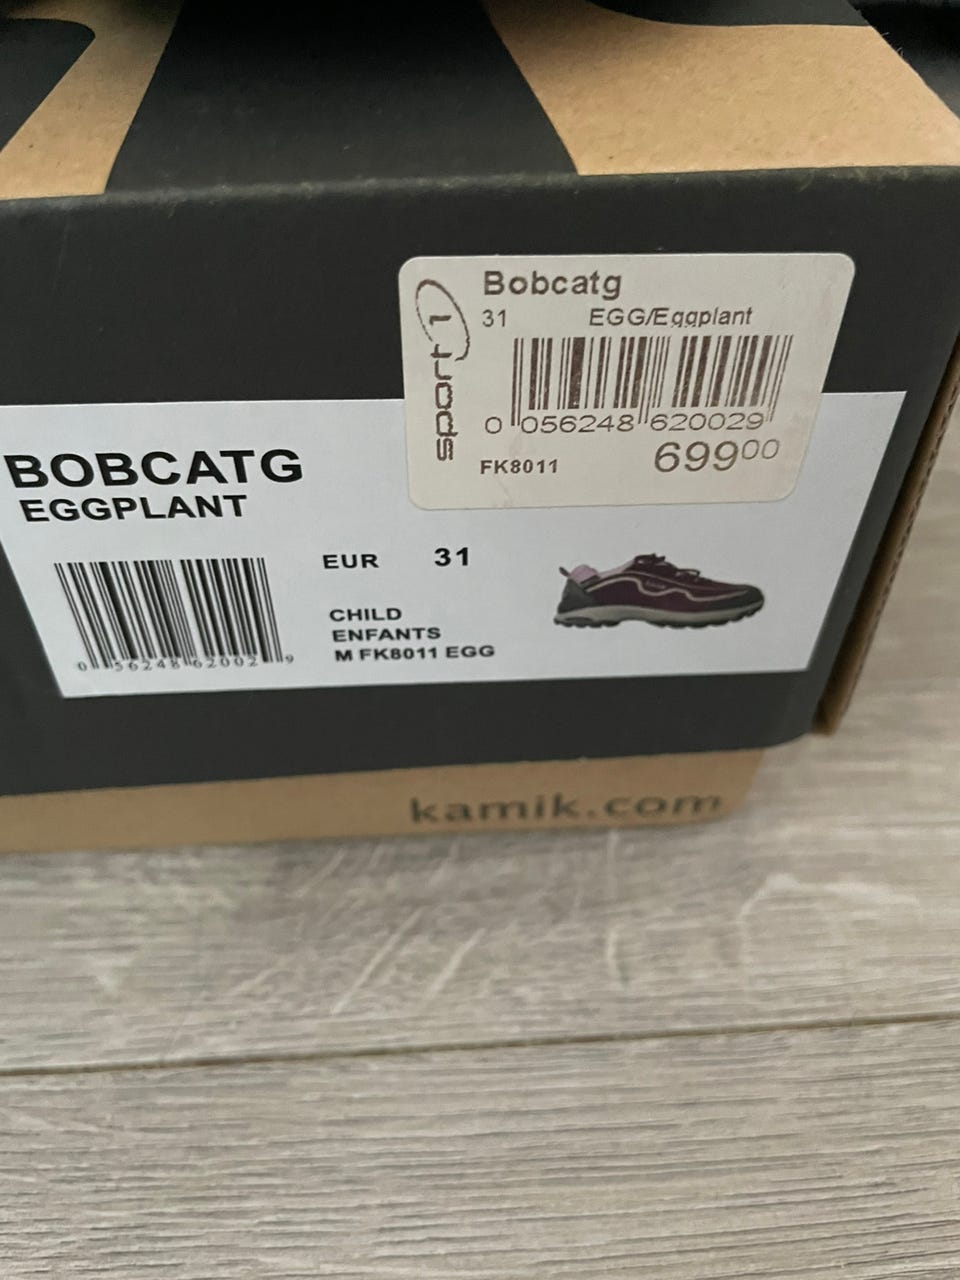 sport 1
Bobcatg
31 EGG/Eggplant
0 056248 620029
FK8011 69900
BOBCATG
EGGPLANT
EUR 31
CHILD
ENFANTS
M FK8011 EGG
0 56248 62002 9
kamik.com